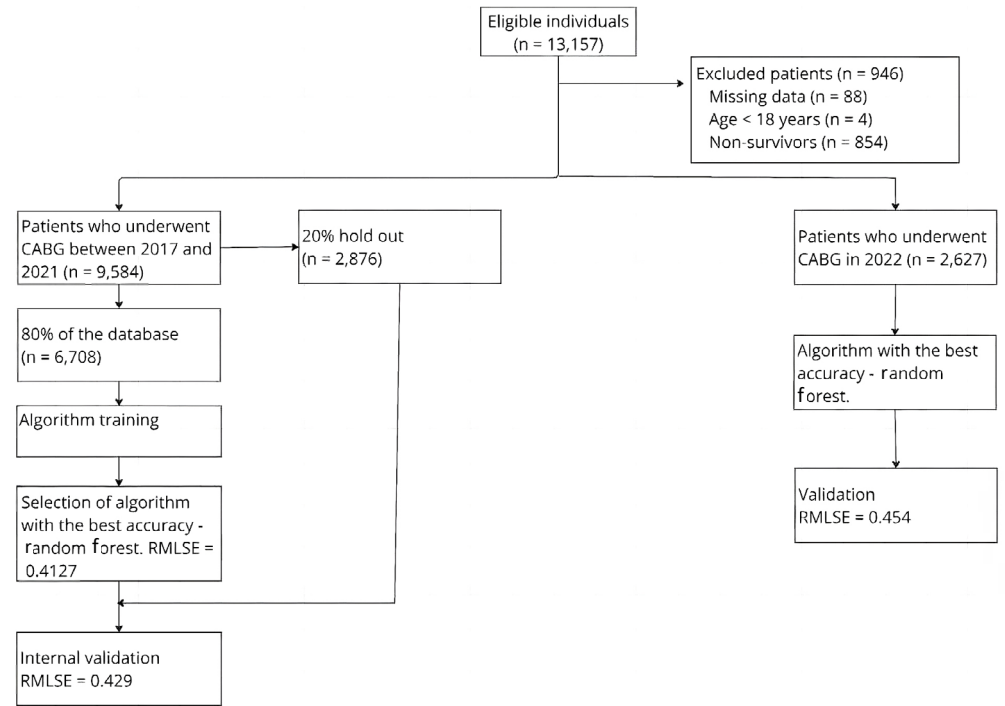 Eligible individuals
(n = 13,157)
Excluded patients (n = 946)
Missing data (n = 88)
Age < 18 years (n = 4)
Non-survivors (n = 854)
Patients who underwent
CABG between 2017 and
2021 (n = 9,584)
20% hold out
(n = 2,876)
Patients who underwent
CABG in 2022 (n = 2,627)
80% of the database
(n = 6,708)
Algorithm with the best
accuracy - random
forest.
Algorithm training
Selection of algorithm
with the best accuracy -
random forest. RMLSE =
0.4127
Validation
RMLSE = 0.454
Internal validation
RMLSE = 0.429